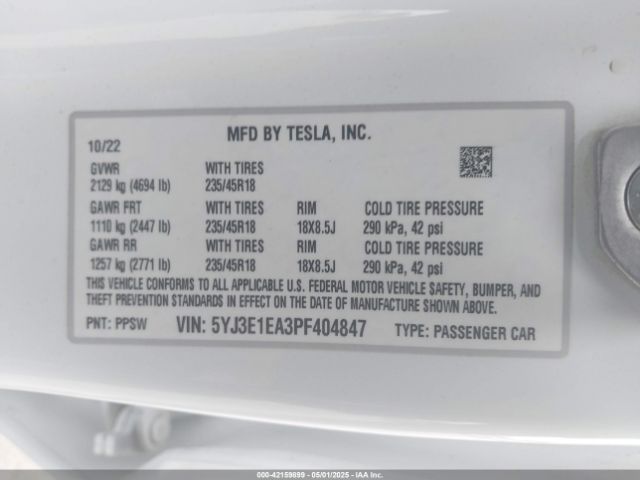 MFD BY TESLA, INC.
10/22
GVWR WITH TIRES
2129 kg (4694 lb) 235/45R18
GAWR FRT WITH TIRES RIM COLD TIRE PRESSURE
1110 kg (2447 lb) 235/45R18 18X8.5J 290 kPa, 42 psi
GAWR RR WITH TIRES RIM COLD TIRE PRESSURE
1257 kg (2771 lb) 235/45R18 18X8.5J 290 kPa, 42 psi
THIS VEHICLE CONFORMS TO ALL APPLICABLE U.S. FEDERAL MOTOR VEHICLE SAFETY, BUMPER, AND
THEFT PREVENTION STANDARDS IN EFFECT ON THE DATE OF MANUFACTURE SHOWN ABOVE.
PNT: PPSW VIN: 5YJ3E1EA3PF404847 TYPE: PASSENGER CAR
000-42159699 - 05/01/2025 - IAA Inc.